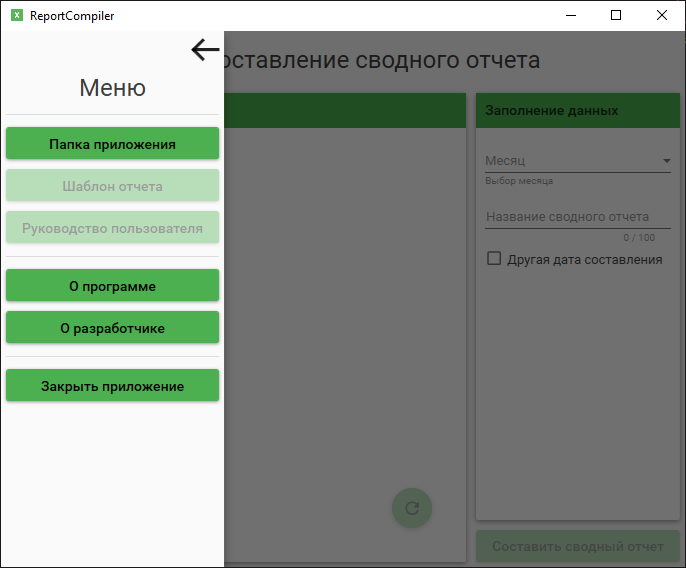 ReportCompiler
оставление сводного отчета
Меню
Папка приложения
Шаблон отчета
Руководство пользователя
О программе
О разработчике
Закрыть приложение
Заполнение данных
Месяц
Выбор месяца
Название сводного отчета
0 / 100
Другая дата составления
Составить сводный отчет